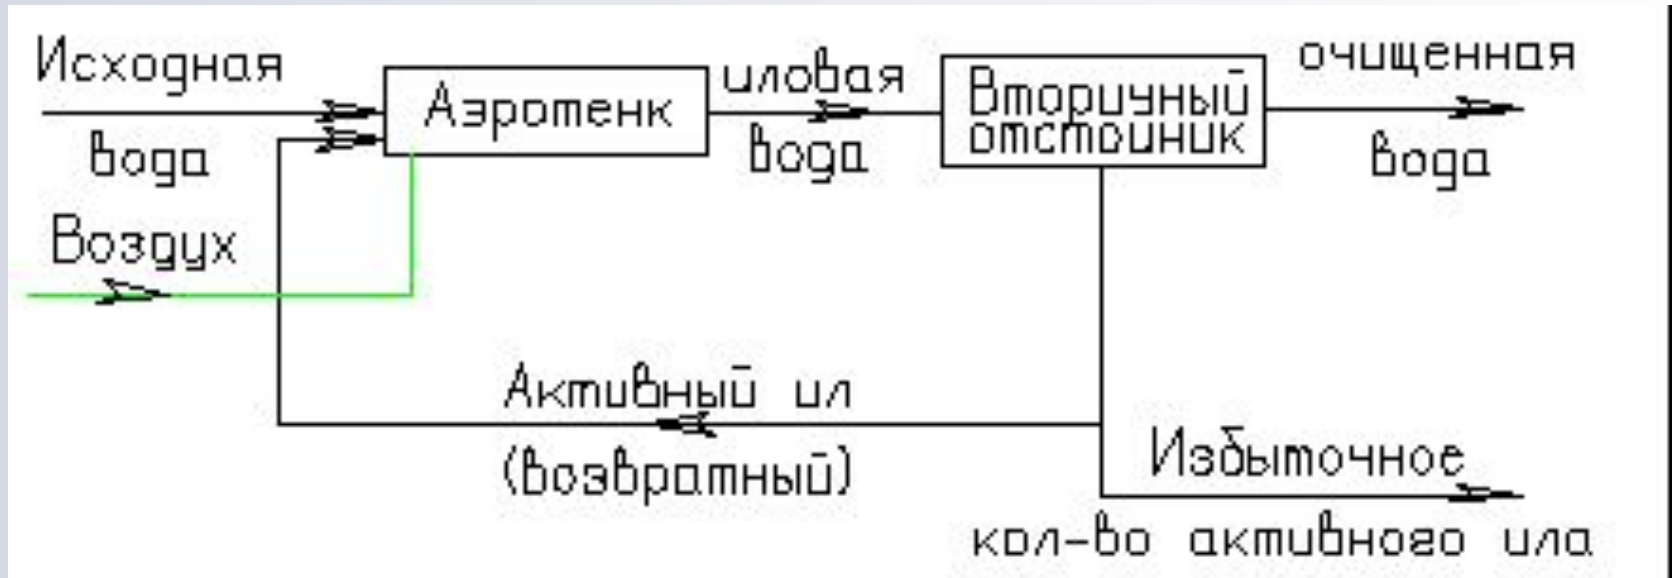 Исходная
вода
Аэротенк
иловая
вода
Вторичный
отстойник
очищенная
вода
Воздух
Активный ил
(возвратный)
Избыточное
кол-во активного ила